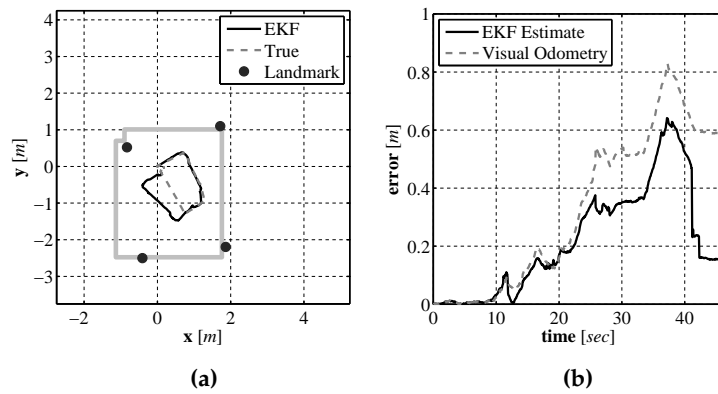 EKF
True
Landmark
4
3
2
1
0
−1
−2
−3
y [m]
−2 0 2 4
x [m]
(a)
EKF Estimate
Visual Odometry
1
0.8
0.6
0.4
0.2
0
error [m]
0 10 20 30 40
time [sec]
(b)